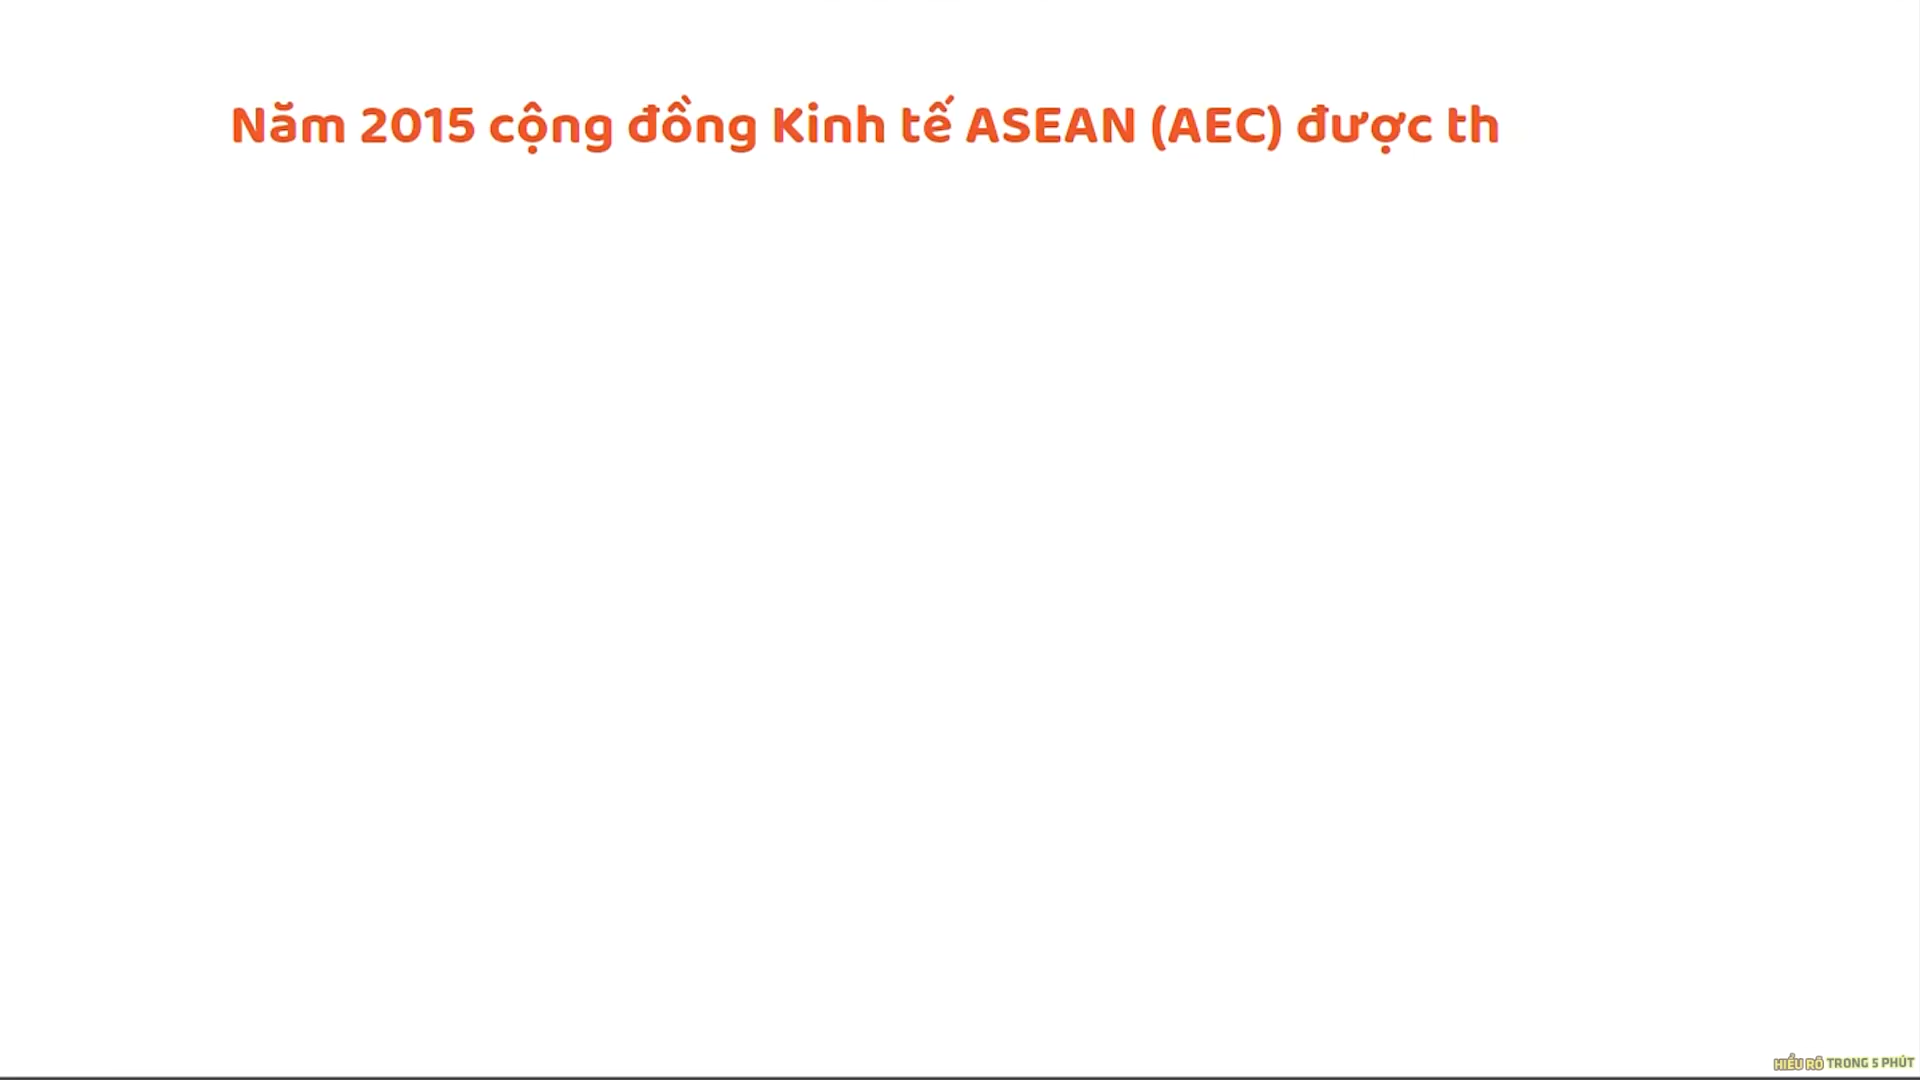 Năm 2015 cộng đồng Kinh tế ASEAN (AEC) được th
HIỂU RÕ TRONG 5 PHÚT